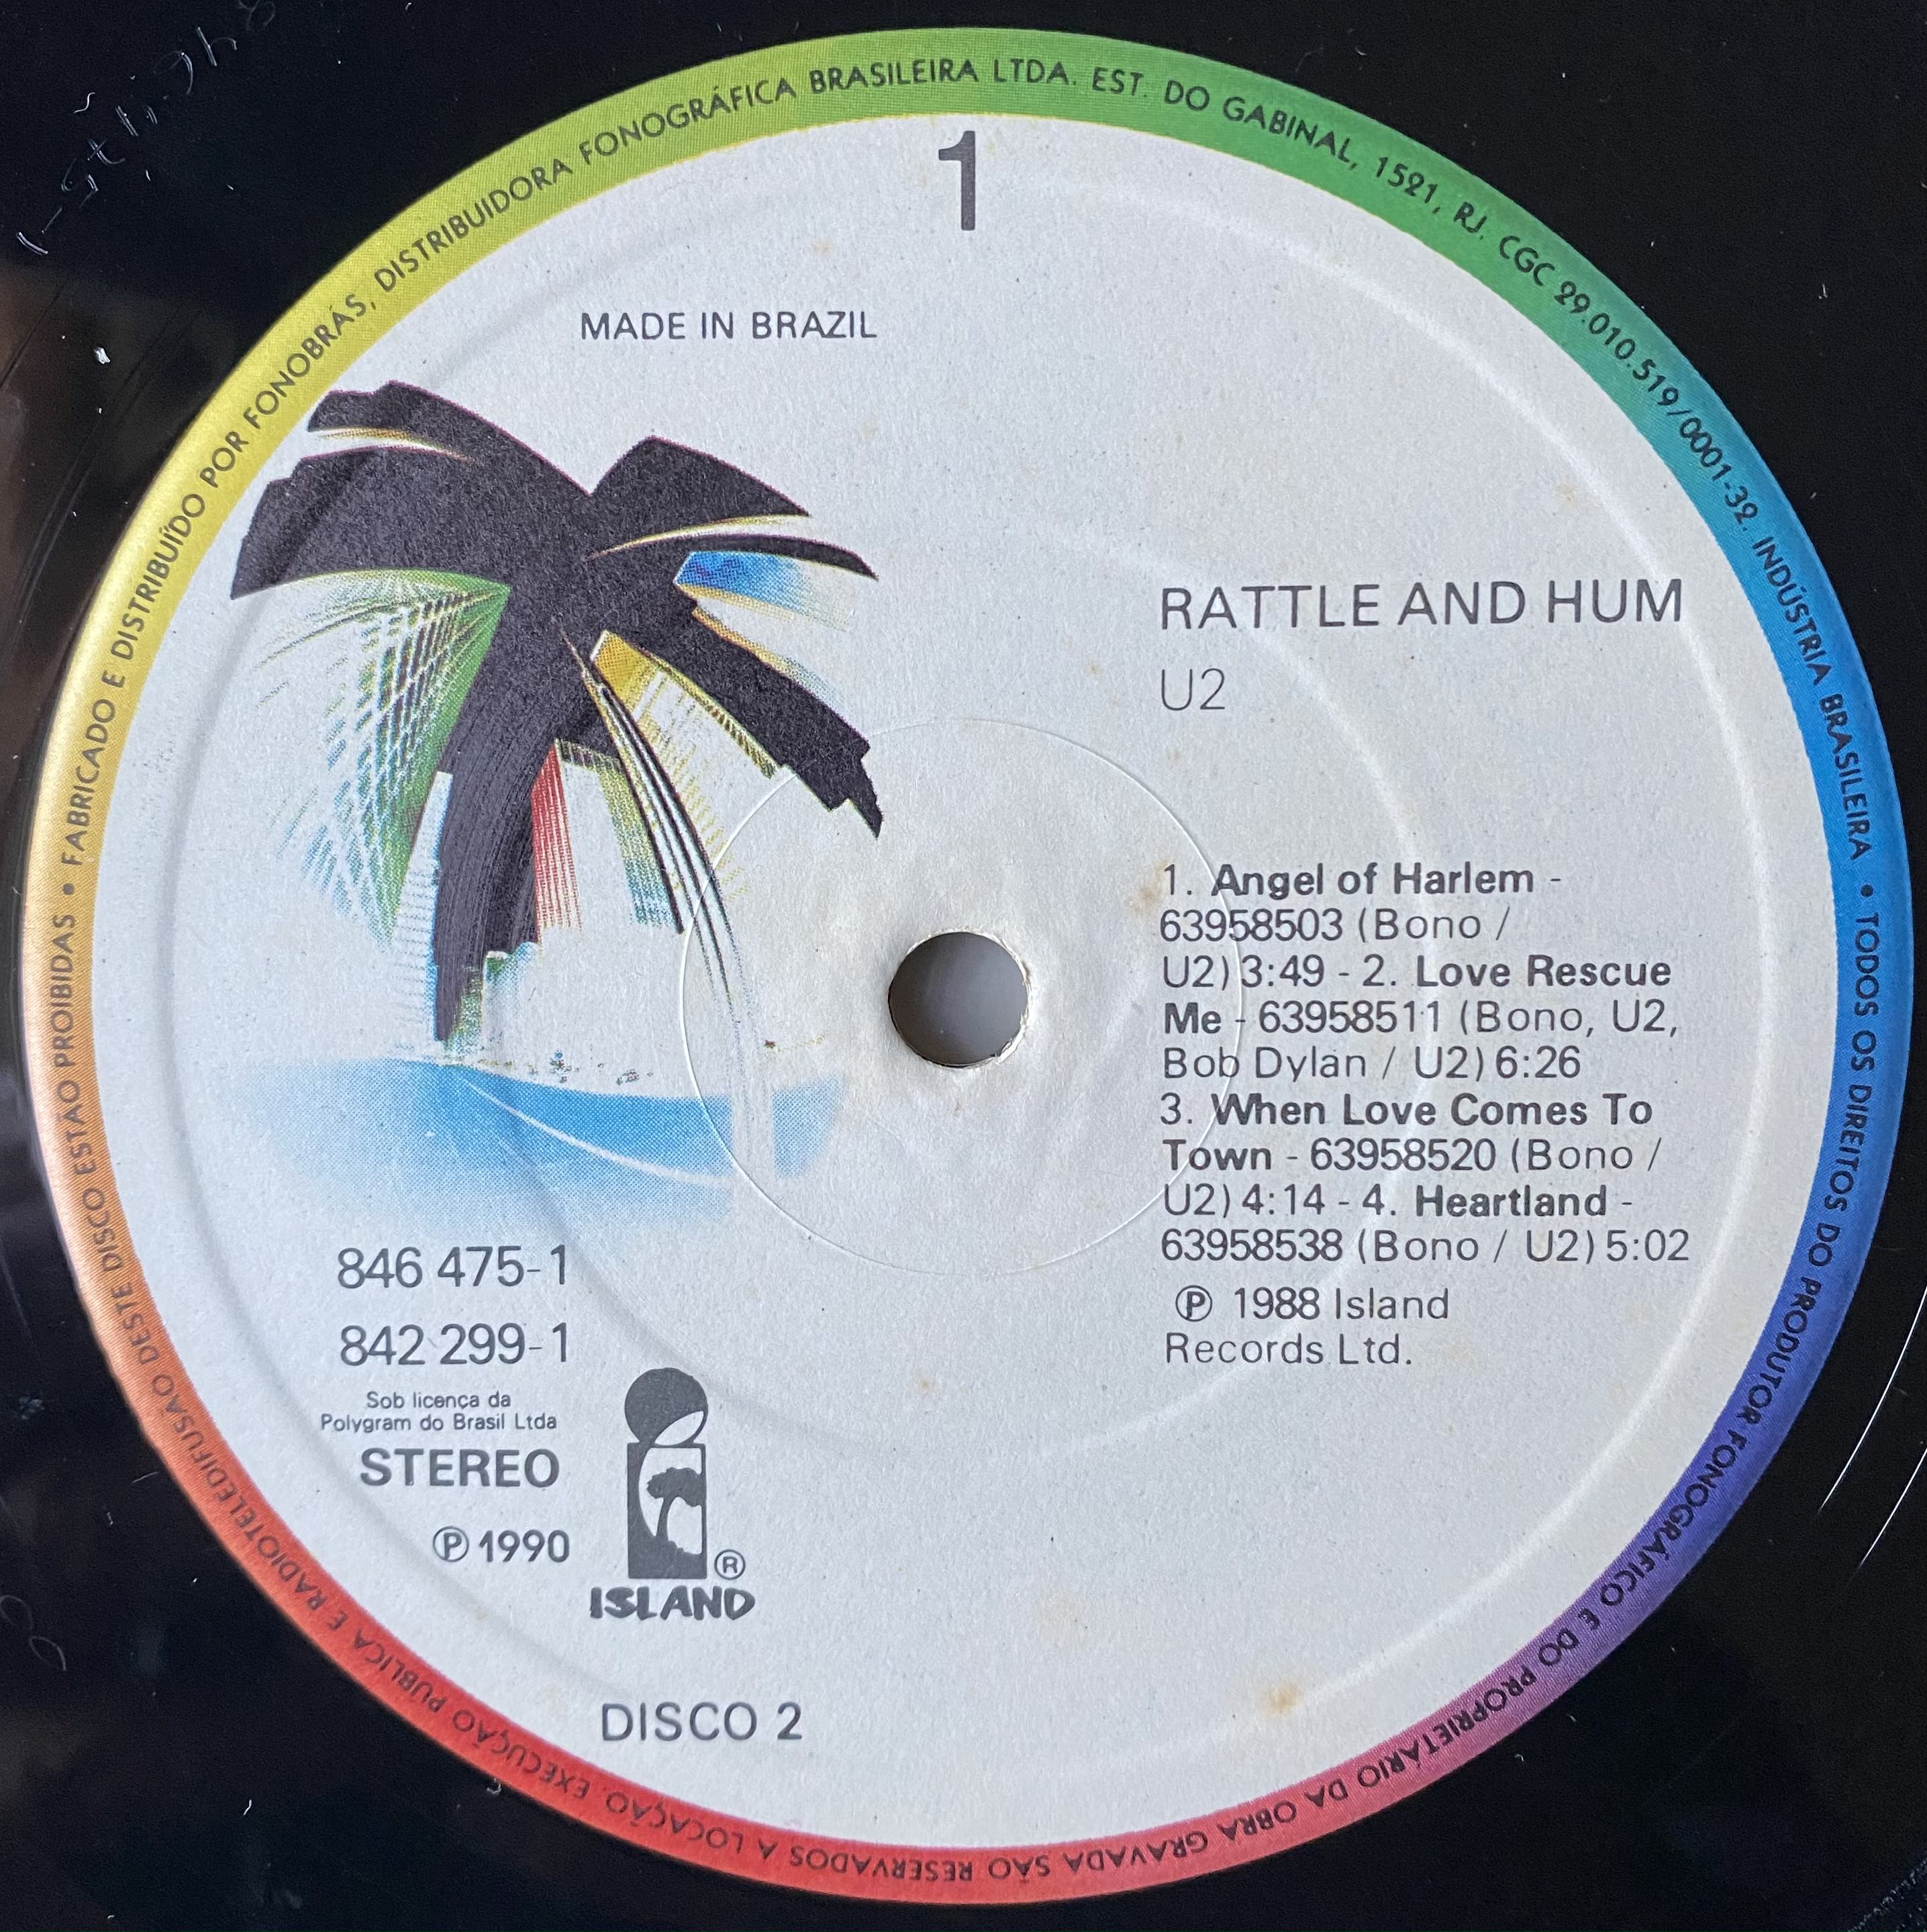 1
MADE IN BRAZIL
RATTLE AND HUM
U2
1. Angel of Harlem -
63958503 (Bono /
U2) 3:49 - 2. Love Rescue
Me - 63958511 (Bono, U2,
Bob Dylan / U2) 6:26
3. When Love Comes To
Town - 63958520 (Bono /
U2) 4:14 - 4. Heartland -
63958538 (Bono / U2) 5:02
Ⓟ 1988 Island
Records Ltd.
846 475-1
842 299-1
Sob licença da
Polygram do Brasil Ltda
STEREO
Ⓟ 1990
®
ISLAND
DISCO 2
• FABRICADO E DISTRIBUÍDO POR FONOBRÁS, DISTRIBUIDORA FONOGRÁFICA BRASILEIRA LTDA. EST. DO GABINAL, 1521, RJ. CGC 29.010.519/0001-32. INDÚSTRIA BRASILEIRA • TODOS OS DIREITOS DO PRODUTOR FONOGRÁFICO E DO PROPRIETÁRIO DA OBRA GRAVADA SÃO RESERVADOS A LOCAÇÃO. EXECUÇÃO PUBLICA E RADIOTELEDIFUSÃO DESTE DISCO ESTAO PROIBIDAS